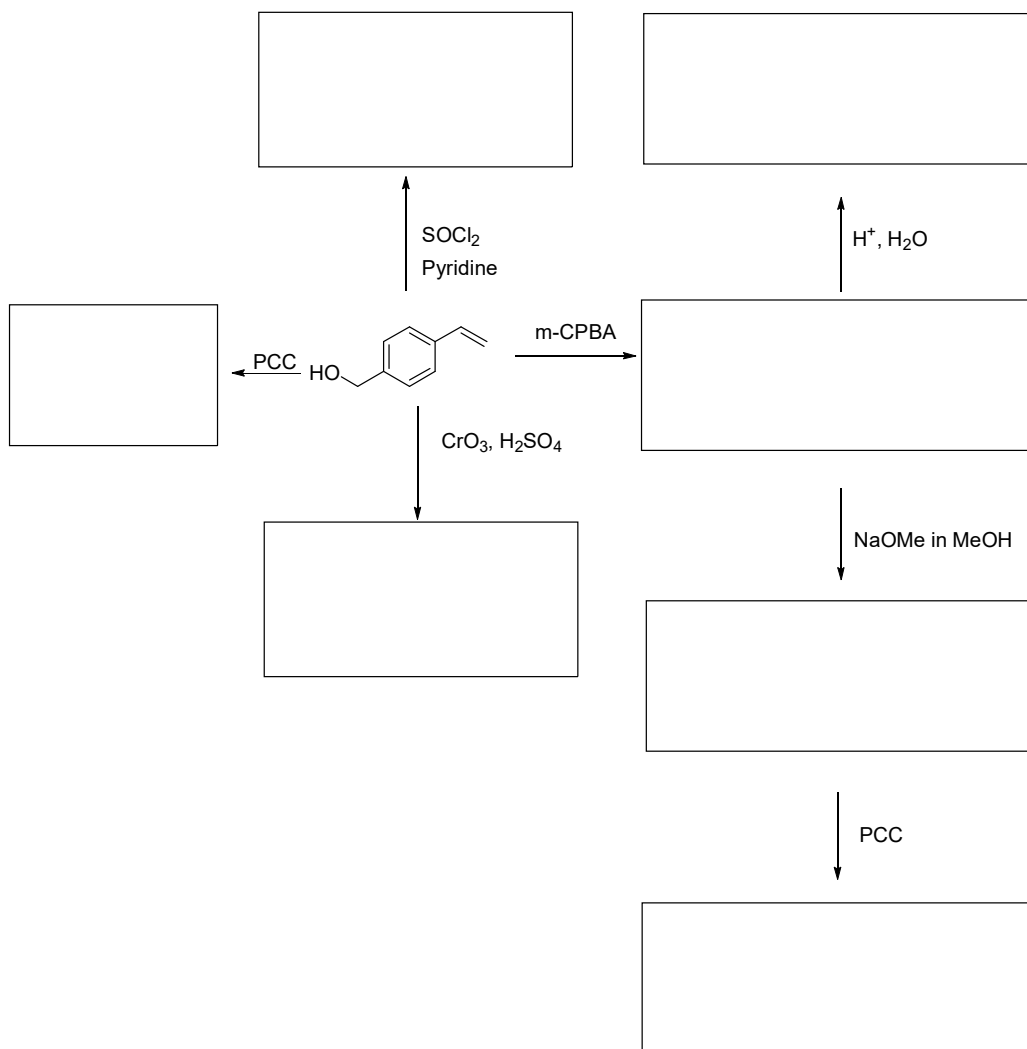 SOCl₂
Pyridine
H⁺, H₂O
m-CPBA
PCC
HO
CrO₃, H₂SO₄
NaOMe in MeOH
PCC